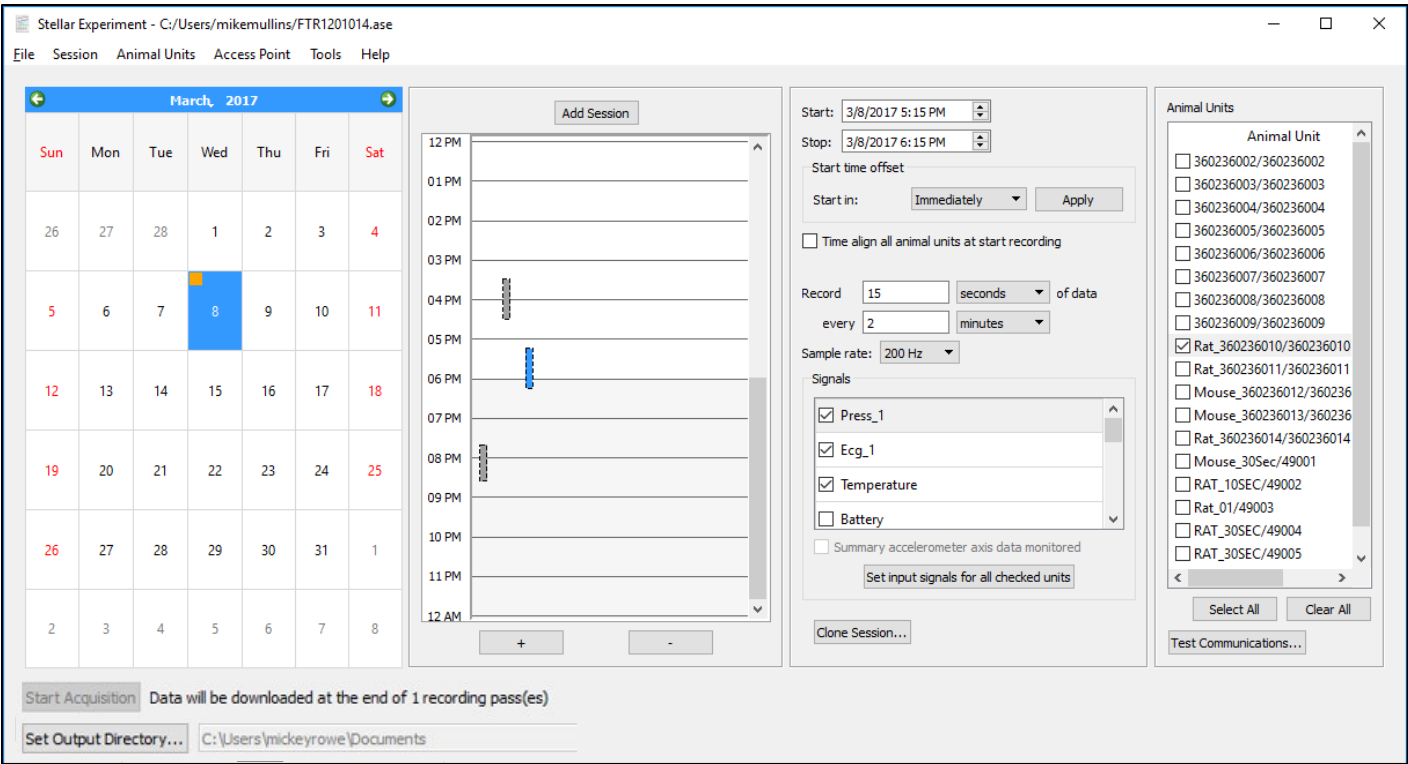 Stellar Experiment - C:/Users/mikemullins/FTR1201014.ase
File Session Animal Units Access Point Tools Help
March, 2017
Sun Mon Tue Wed Thu Fri Sat
26 27 28 1 2 3 4
5 6 7 8 9 10 11
12 13 14 15 16 17 18
19 20 21 22 23 24 25
26 27 28 29 30 31 1
2 3 4 5 6 7 8
Add Session
12 PM
01 PM
02 PM
03 PM
04 PM
05 PM
06 PM
07 PM
08 PM
09 PM
10 PM
11 PM
12 AM
+ -
Start: 3/8/2017 5:15 PM
Stop: 3/8/2017 6:15 PM
Start time offset
Start in: Immediately Apply
Time align all animal units at start recording
Record 15 seconds of data
every 2 minutes
Sample rate: 200 Hz
Signals
Press_1
Ecg_1
Temperature
Battery
Summary accelerometer axis data monitored
Set input signals for all checked units
Clone Session...
Animal Units
Animal Unit
360236002/360236002
360236003/360236003
360236004/360236004
360236005/360236005
360236006/360236006
360236007/360236007
360236008/360236008
360236009/360236009
Rat_360236010/360236010
Rat_360236011/360236011
Mouse_360236012/360236
Mouse_360236013/360236
Rat_360236014/360236014
Mouse_30Sec/49001
RAT_10SEC/49002
Rat_01/49003
RAT_30SEC/49004
RAT_30SEC/49005
Select All Clear All
Test Communications...
Start Acquisition Data will be downloaded at the end of 1 recording pass(es)
Set Output Directory... C:\Users\mickeyrowe\Documents